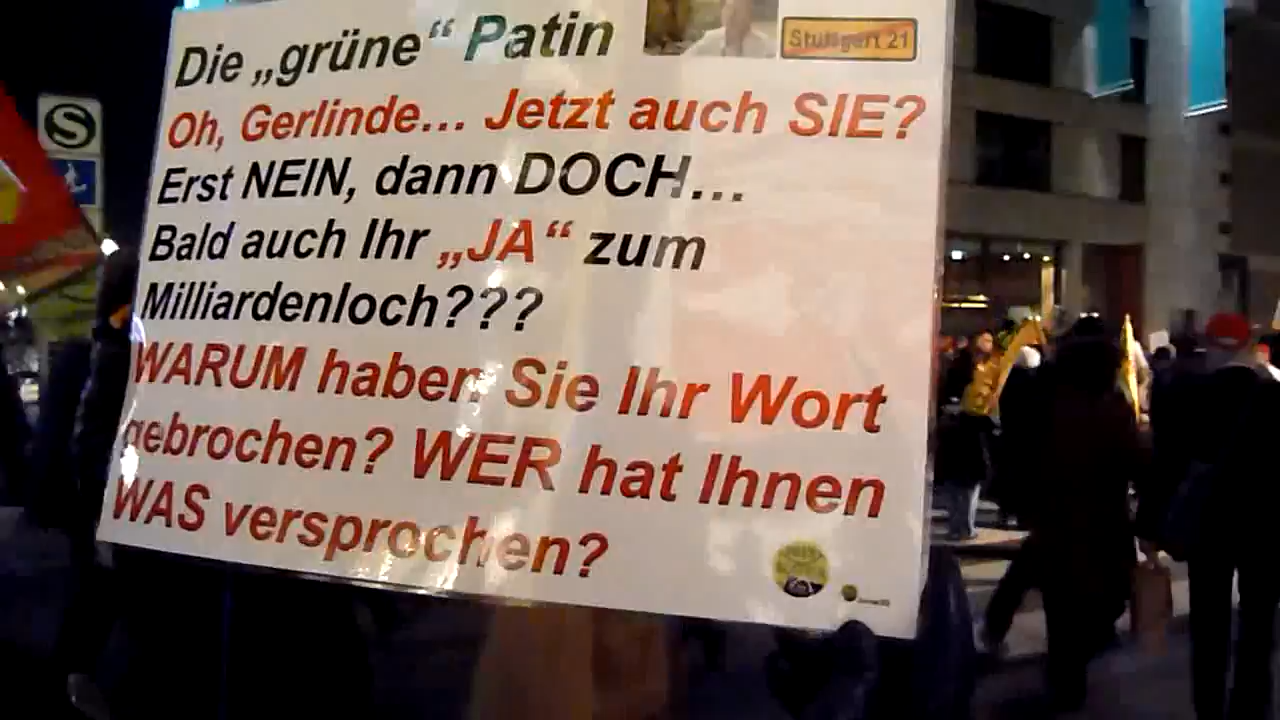 Die „grüne“ Patin
Stuttgart 21
Oh, Gerlinde... Jetzt auch SIE?
Erst NEIN, dann DOCH...
Bald auch Ihr „JA“ zum
Milliardenloch???
WARUM haben Sie Ihr Wort
gebrochen? WER hat Ihnen
WAS versprochen?
S